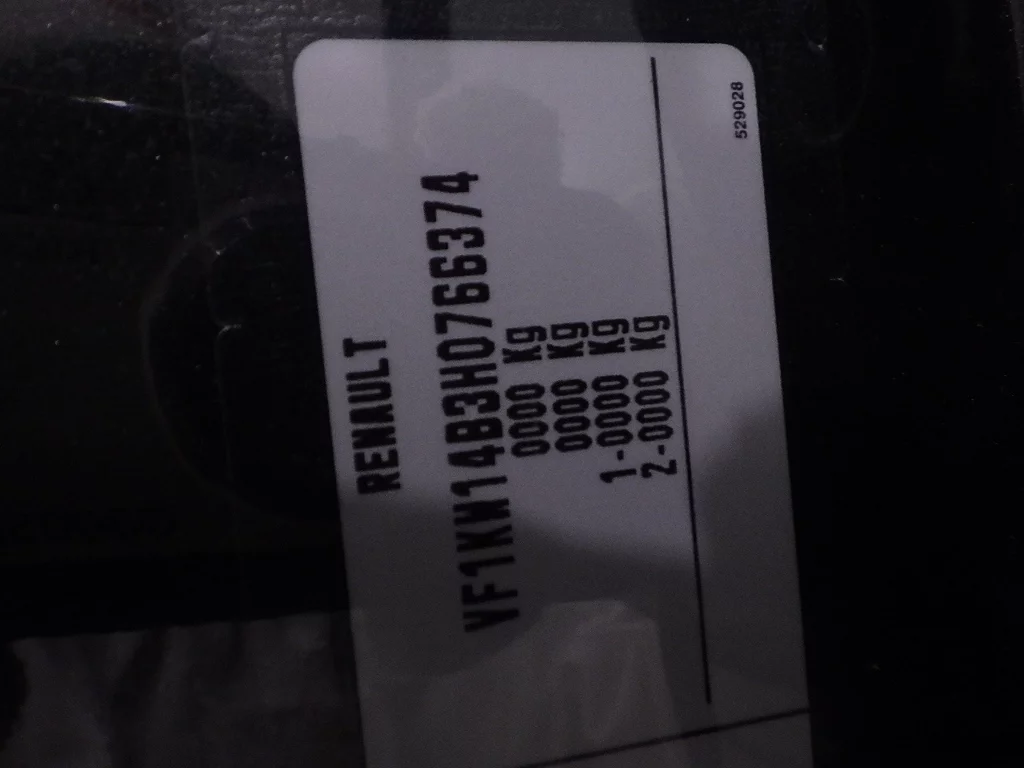 RENAULT
VF1KW14B3H0766374
0000 Kg
0000 Kg
1-0000 Kg
2-0000 Kg
529028